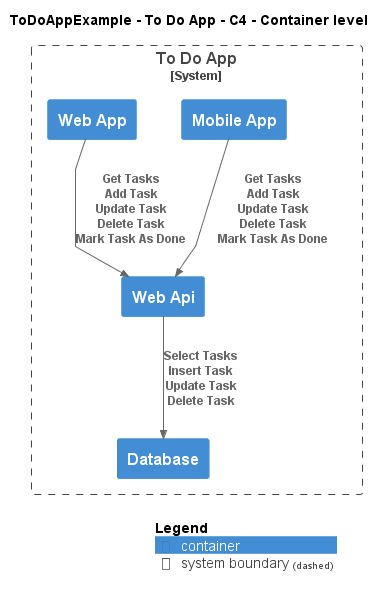 ToDoAppExample - To Do App - C4 - Container level
To Do App
[System]
Web App
Mobile App
Get Tasks
Add Task
Update Task
Delete Task
Mark Task As Done
Get Tasks
Add Task
Update Task
Delete Task
Mark Task As Done
Web Api
Select Tasks
Insert Task
Update Task
Delete Task
Database
Legend
container
system boundary (dashed)